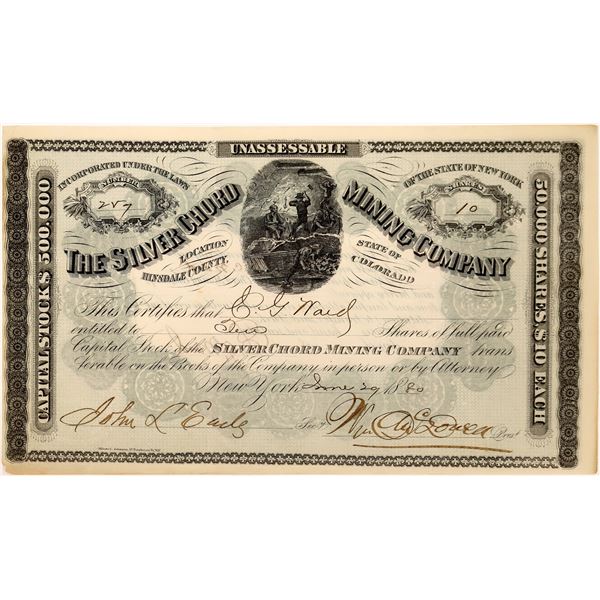 UNASSESSABLE
INCORPORATED UNDER THE LAWS
OF THE STATE OF NEW YORK
NUMBER
257
SHARES
10
THE SILVER CHORD
MINING COMPANY
LOCATION
HINSDALE COUNTY,
STATE OF
COLORADO
CAPITAL STOCK $ 500,000
50,000 SHARES $10 EACH
This Certifies that E G Ward
entitled to Ten Shares of full paid
Capital Stock of the SILVER CHORD MINING COMPANY trans
ferable on the Books of the Company in person or by Attorney
New York June 29 1880
John L Earle Secy Wm Pres't